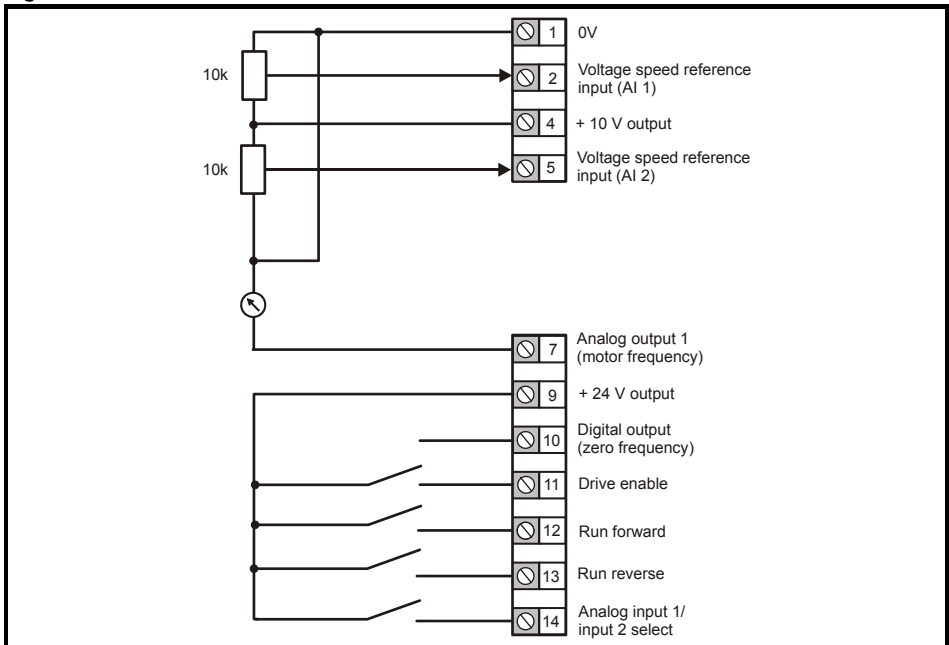 1 0V
10k
2 Voltage speed reference
input (AI 1)
4 + 10 V output
10k
5 Voltage speed reference
input (AI 2)
7 Analog output 1
(motor frequency)
9 + 24 V output
10 Digital output
(zero frequency)
11 Drive enable
12 Run forward
13 Run reverse
14 Analog input 1/
input 2 select